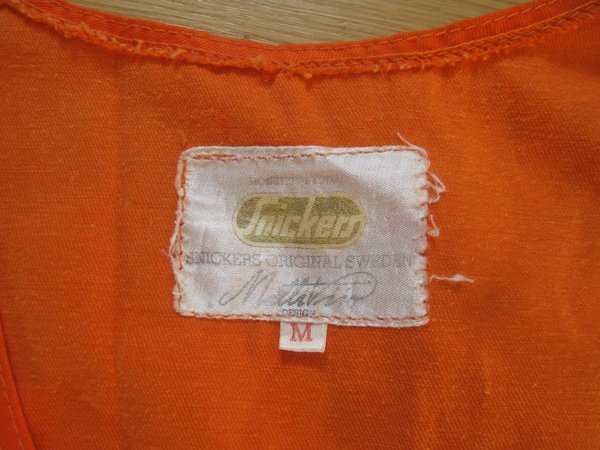 Snickers
SNICKERS ORIGINAL SWEDEN
DESIGN
M